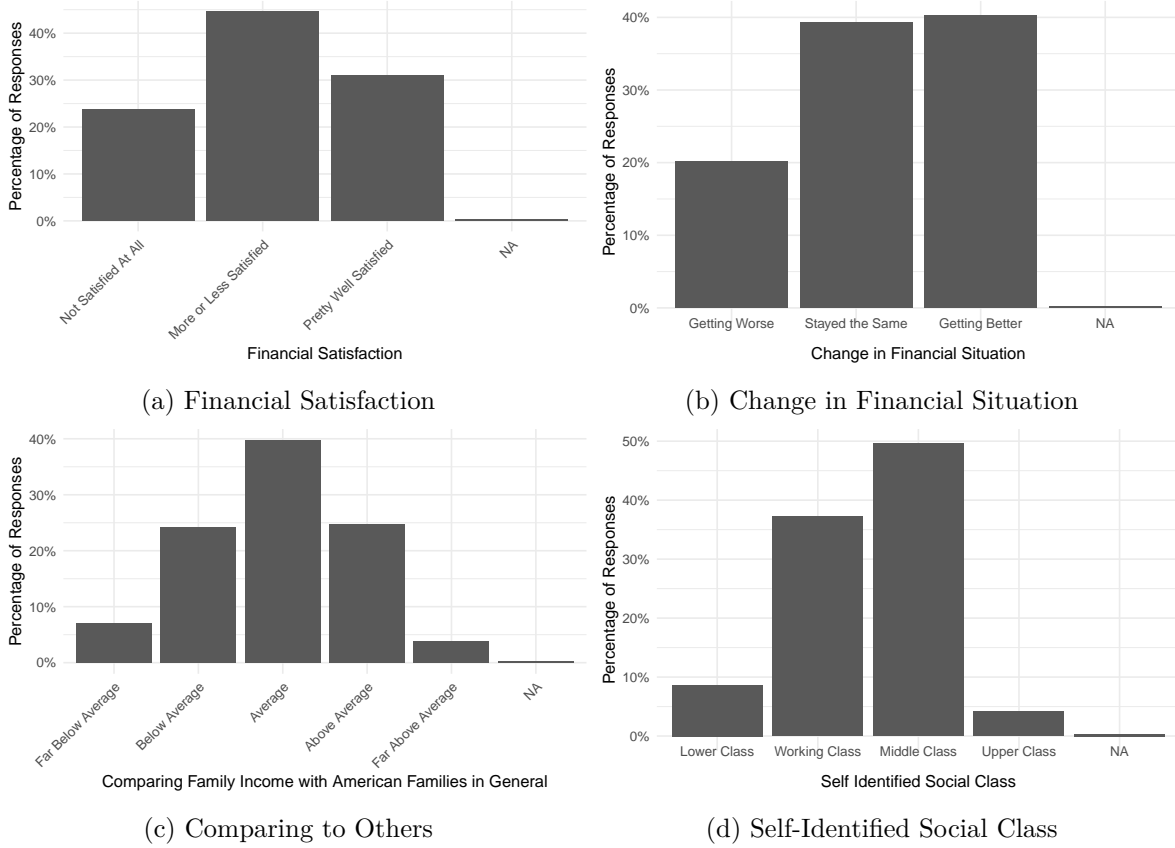 Percentage of Responses
40%
30%
20%
10%
0%
Not Satisfied At All
More or Less Satisfied
Pretty Well Satisfied
NA
Financial Satisfaction
(a) Financial Satisfaction
Percentage of Responses
40%
30%
20%
10%
0%
Getting Worse
Stayed the Same
Getting Better
NA
Change in Financial Situation
(b) Change in Financial Situation
Percentage of Responses
40%
30%
20%
10%
0%
Far Below Average
Below Average
Average
Above Average
Far Above Average
NA
Comparing Family Income with American Families in General
(c) Comparing to Others
Percentage of Responses
50%
40%
30%
20%
10%
0%
Lower Class
Working Class
Middle Class
Upper Class
NA
Self Identified Social Class
(d) Self-Identified Social Class